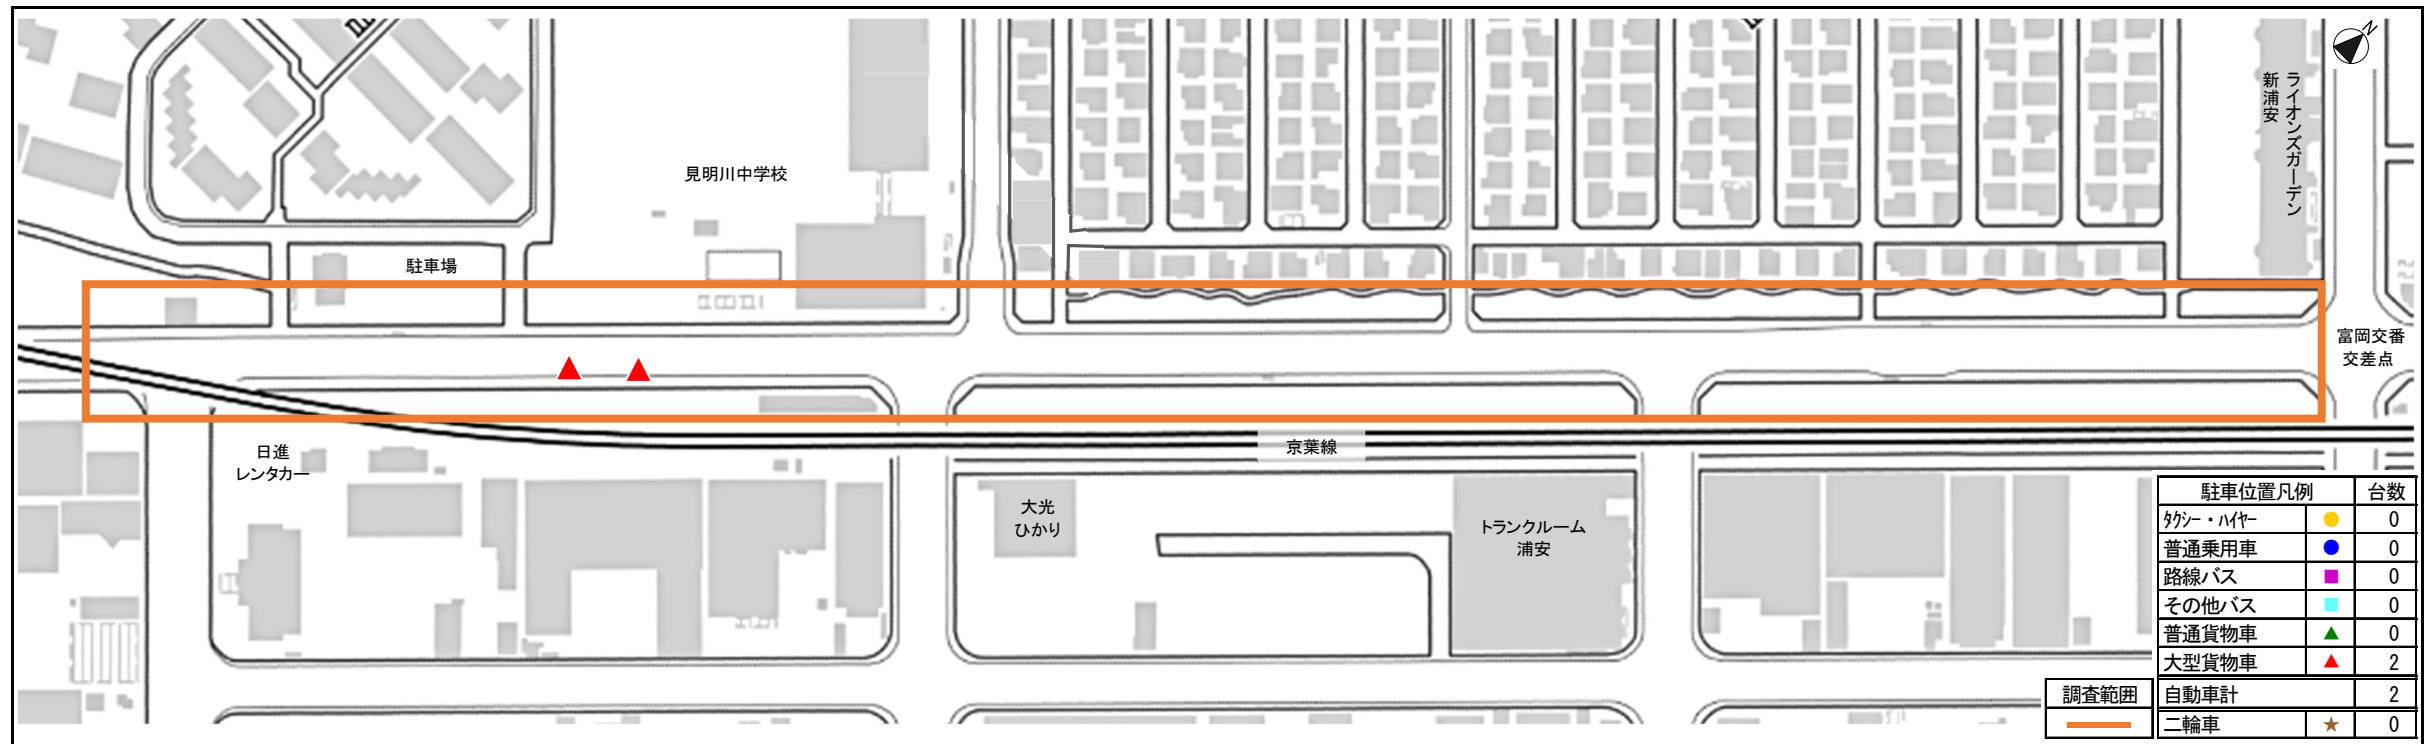 N
ライオンズガーデン
新浦安
見明川中学校
駐車場
富岡交番
交差点
京葉線
日進
レンタカー
大光
ひかり
トランクルーム
浦安
駐車位置凡例 台数
ﾀｸｼｰ・ﾊｲﾔｰ 0
普通乗用車 0
路線バス 0
その他バス 0
普通貨物車 0
大型貨物車 2
調査範囲 自動車計 2
二輪車 0